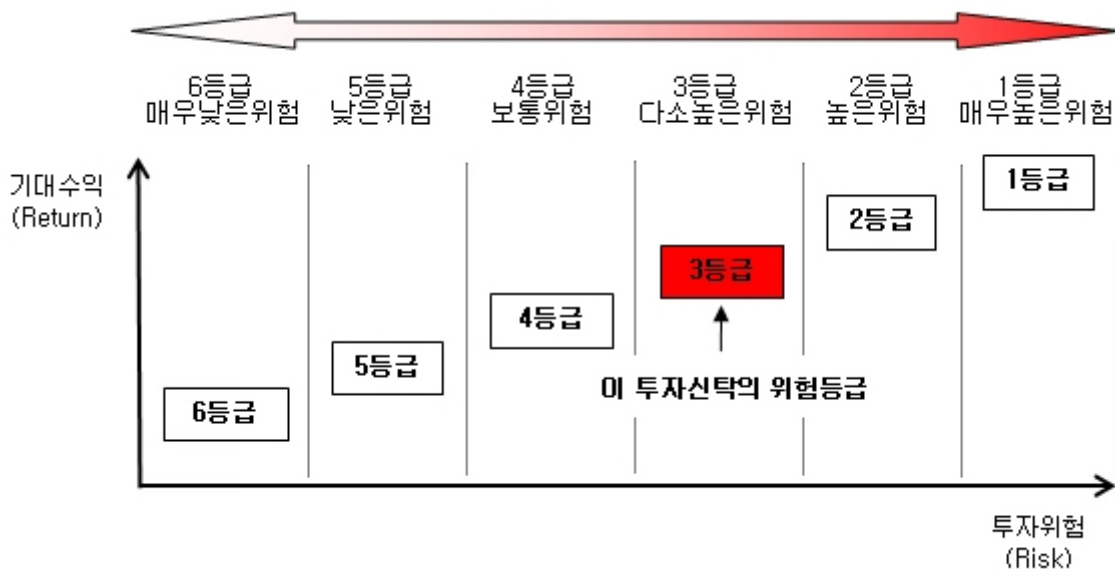 6등급
매우낮은위험
5등급
낮은위험
4등급
보통위험
3등급
다소높은위험
2등급
높은위험
1등급
매우높은위험
기대수익
(Return)
1등급
2등급
3등급
4등급
5등급
이 투자신탁의 위험등급
6등급
투자위험
(Risk)